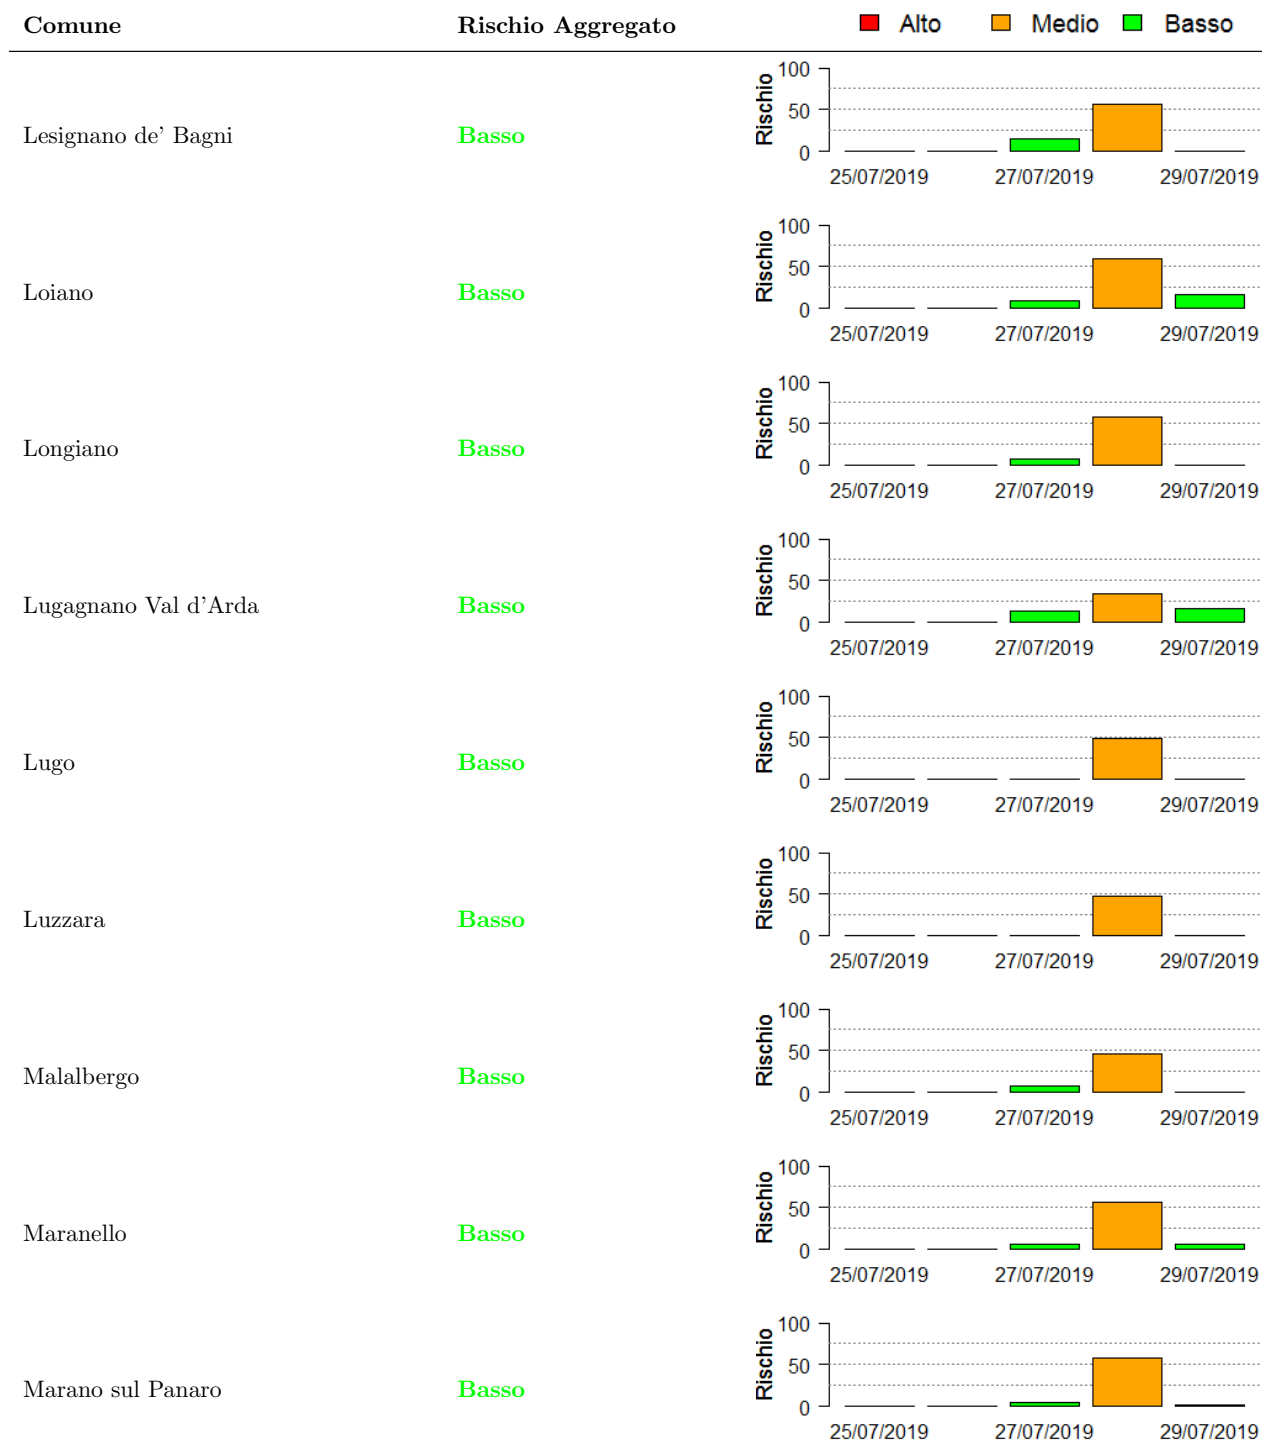 Comune Rischio Aggregato Alto Medio Basso
Lesignano de' Bagni Basso
Rischio
100
50
0
25/07/2019 27/07/2019 29/07/2019
Loiano Basso
Rischio
100
50
0
25/07/2019 27/07/2019 29/07/2019
Longiano Basso
Rischio
100
50
0
25/07/2019 27/07/2019 29/07/2019
Lugagnano Val d'Arda Basso
Rischio
100
50
0
25/07/2019 27/07/2019 29/07/2019
Lugo Basso
Rischio
100
50
0
25/07/2019 27/07/2019 29/07/2019
Luzzara Basso
Rischio
100
50
0
25/07/2019 27/07/2019 29/07/2019
Malalbergo Basso
Rischio
100
50
0
25/07/2019 27/07/2019 29/07/2019
Maranello Basso
Rischio
100
50
0
25/07/2019 27/07/2019 29/07/2019
Marano sul Panaro Basso
Rischio
100
50
0
25/07/2019 27/07/2019 29/07/2019